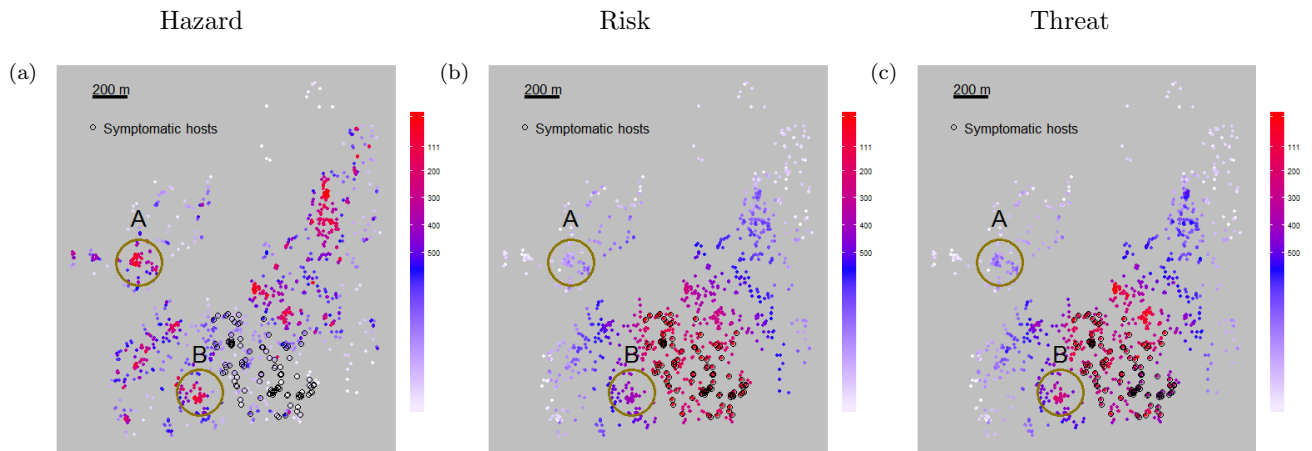 Hazard
Risk
Threat
(a)
200 m
Symptomatic hosts
A
B
111
200
300
400
500
(b)
200 m
Symptomatic hosts
A
B
111
200
300
400
500
(c)
200 m
Symptomatic hosts
A
B
111
200
300
400
500